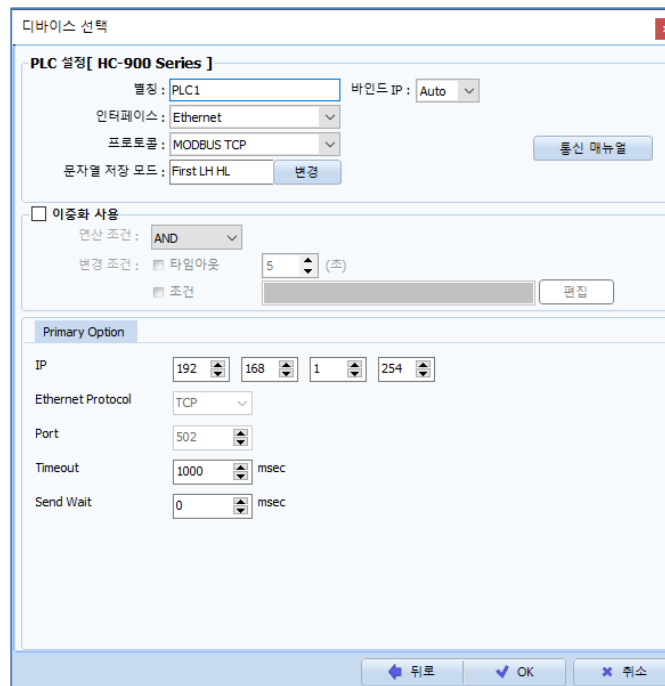 디바이스 선택
PLC 설정[ HC-900 Series ]
별칭 : PLC1 바인드 IP : Auto
인터페이스 : Ethernet
프로토콜 : MODBUS TCP 통신 매뉴얼
문자열 저장 모드 : First LH HL 변경
이중화 사용
연산 조건 : AND
변경 조건 : 타임아웃 5 (초)
조건 편집
Primary Option
IP 192 168 1 254
Ethernet Protocol TCP
Port 502
Timeout 1000 msec
Send Wait 0 msec
뒤로 OK 취소